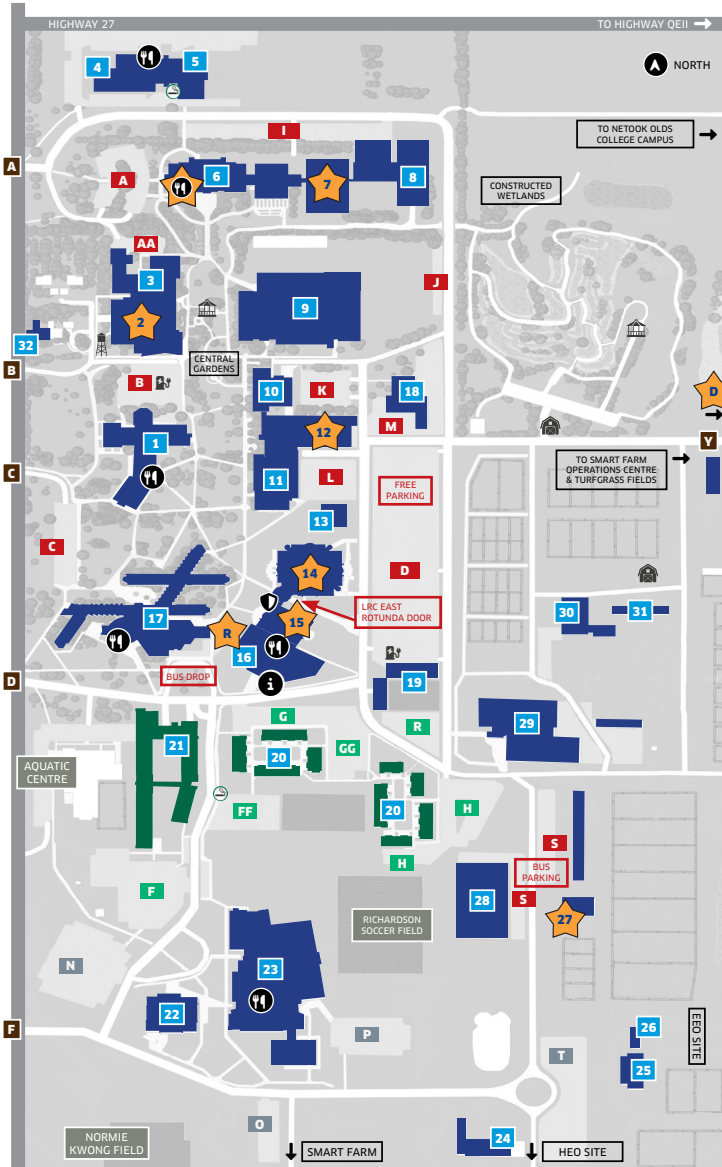 HIGHWAY 27
TO HIGHWAY QEII
NORTH
4
5
I
TO NETOOK OLDS
COLLEGE CAMPUS
A
A
6
7
8
CONSTRUCTED
WETLANDS
AA
3
J
2
9
32
B
CENTRAL
GARDENS
B
10
K
18
D
1
12
M
Y
C
11
L
TO SMART FARM
OPERATIONS CENTRE
& TURFGRASS FIELDS
FREE
PARKING
13
C
14
D
LRC EAST
ROTUNDA DOOR
30
31
17
R
15
16
BUS DROP
i
D
19
G
R
29
21
20
GG
AQUATIC
CENTRE
FF
20
H
S
H
BUS
PARKING
F
S
28
27
RICHARDSON
SOCCER FIELD
N
23
22
F
P
26
T
25
EEO SITE
O
24
NORMIE
KWONG FIELD
SMART FARM
HEO SITE